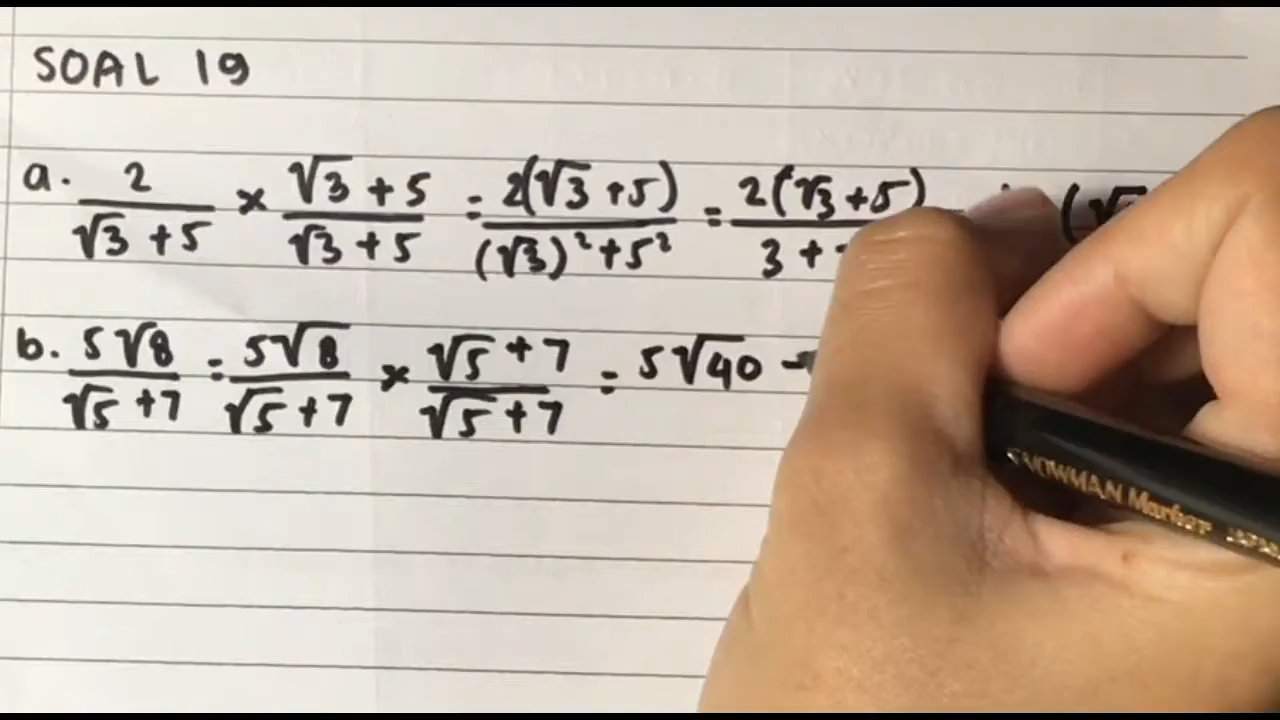 SOAL 19
a. 2/(√3 + 5) × (√3 + 5)/(√3 + 5) = 2(√3 + 5)/((√3)² + 5²) = 2(√3 + 5)/(3 +
b. 5√8/(√5 + 7) = 5√8/(√5 + 7) × (√5 + 7)/(√5 + 7) = 5√40
SNOWMAN Marker